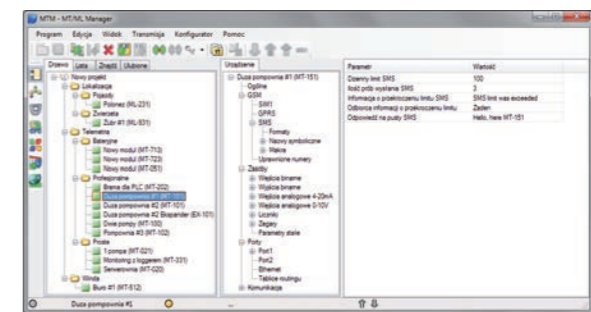 MTM - MT/ML Manager
Program Edycja Widok Transmisja Konfigurator Pomoc
Drzewo Lista Znajdź Ulubione
Nowy projekt
Lokalizacja
Pojazdy
Polonez (ML-231)
Zwierzęta
Żubr #1 (ML-931)
Telemetria
Bateryjne
Nowy moduł (MT-713)
Nowy moduł (MT-723)
Nowy moduł (MT-051)
Profesjonalne
Brama dla PLC (MT-202)
Duża pompownia #1 (MT-151)
Duża pompownia #2 (MT-101)
Duża pompownia #2 Ekspander (EX-101)
Dwie pompy (MT-100)
Pompownia #3 (MT-102)
Proste
1 pompa (MT-021)
Monitoring z loggerem (MT-331)
Serwerownia (MT-020)
Winda
Biuro #1 (MT-512)
Urządzenie
Duża pompownia #1 (MT-151)
Ogólne
GSM
SIM1
GPRS
SMS
Formaty
Nazwy symboliczne
Makra
Uprawnione numery
Zasoby
Wejścia binarne
Wyjścia binarne
Wejścia analogowe 4-20mA
Wejścia analogowe 0-10V
Liczniki
Zegary
Parametry stałe
Porty
Port1
Port2
Ethernet
Tablice routingu
Komunikacja
Parametr Wartość
Dzienny limit SMS 100
Ilość prób wysłania SMS 3
Informacja o przekroczeniu limitu SMS SMS limit was exceeded
Odbiorca informacji o przekroczeniu limitu Żaden
Odpowiedź na pusty SMS Hello, here MT-151
Duża pompownia #1